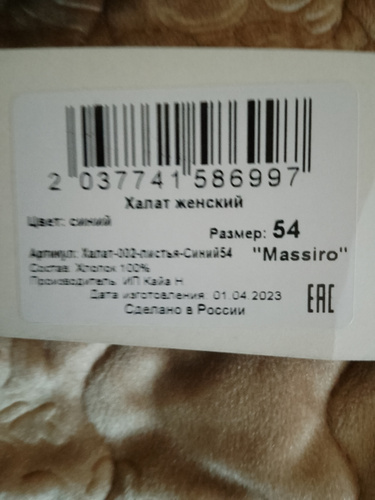 2 037741 586997
Халат женский
Цвет: синий
Размер: 54
Артикул: Халат-002-листья-Синий54
"Massiro"
Состав: Хлопок 100%
Производитель: ИП Кайа Н
Дата изготовления: 01.04.2023
Сделано в России
EAC